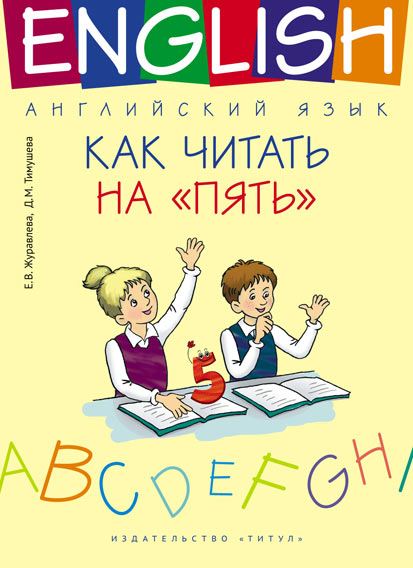 ENGLISH
АНГЛИЙСКИЙ ЯЗЫК
КАК ЧИТАТЬ
НА «ПЯТЬ»
Е. В. Журавлева, Д. М. Тимушева
5
ABCDEFGH
ИЗДАТЕЛЬСТВО «ТИТУЛ»